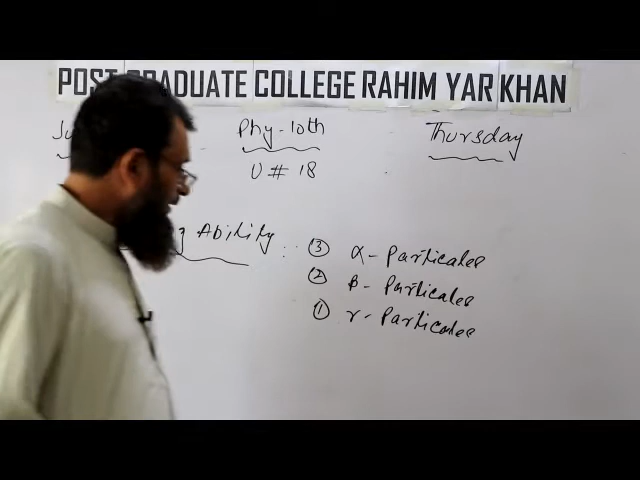 POST GRADUATE COLLEGE RAHIM YAR KHAN
Phy-10th
Thursday
U # 18
Ability :
③ α - Particales
② β - Particales
① r - Particales